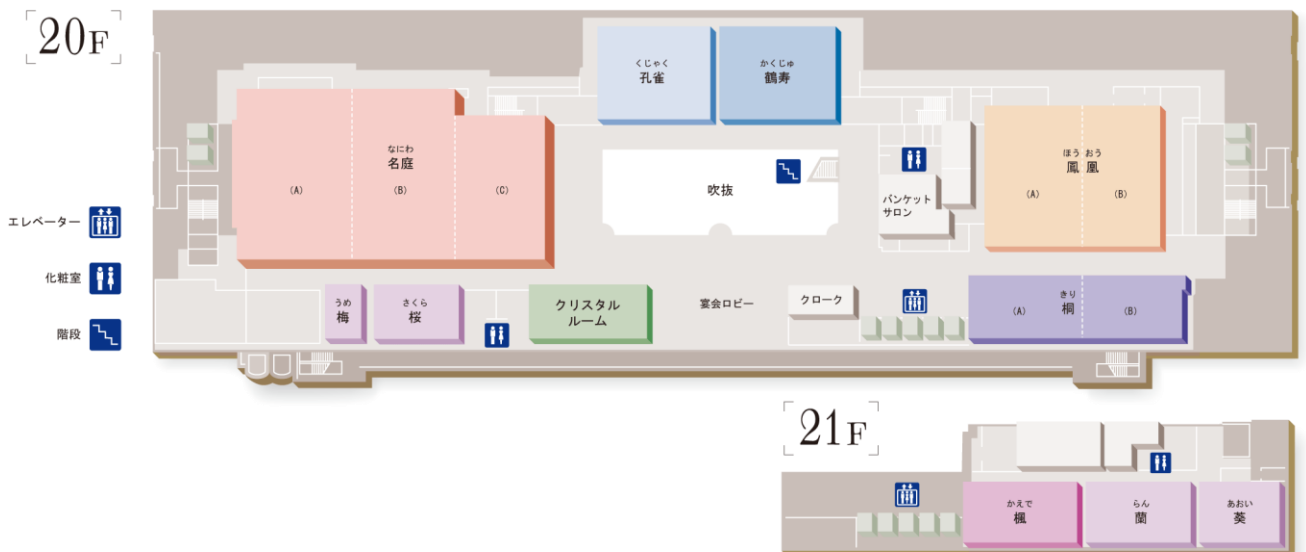 20F
くじゃく
孔雀
かくじゅ
鶴寿
なにわ
名庭
(A)
(B)
(C)
吹抜
バンケット
サロン
ほう おう
鳳 凰
(A)
(B)
エレベーター
化粧室
階段
うめ
梅
さくら
桜
クリスタル
ルーム
宴会ロビー
クローク
きり
桐
(A)
(B)
21F
かえで
楓
らん
蘭
あおい
葵